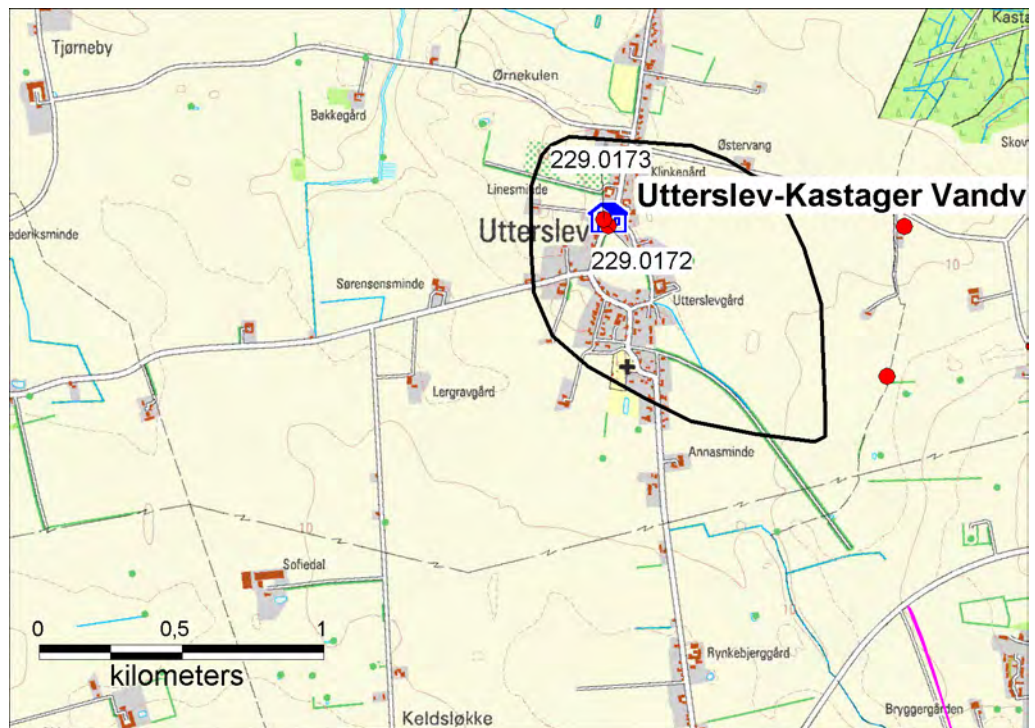 Kasta
Tjørneby
Ørnekulen
Bakkegård
Østervang
Skov
229.0173
Klinkegård
Linesminde
Utterslev-Kastager Vandv
Utterslev
ederiksminde
229.0172
10
Sørensensminde
Utterslevgård
Lergravgård
Annasminde
10
Sofiedal
10
0 0,5 1
kilometers
Rynkebjerggård
Bryggergården
Keldsløkke